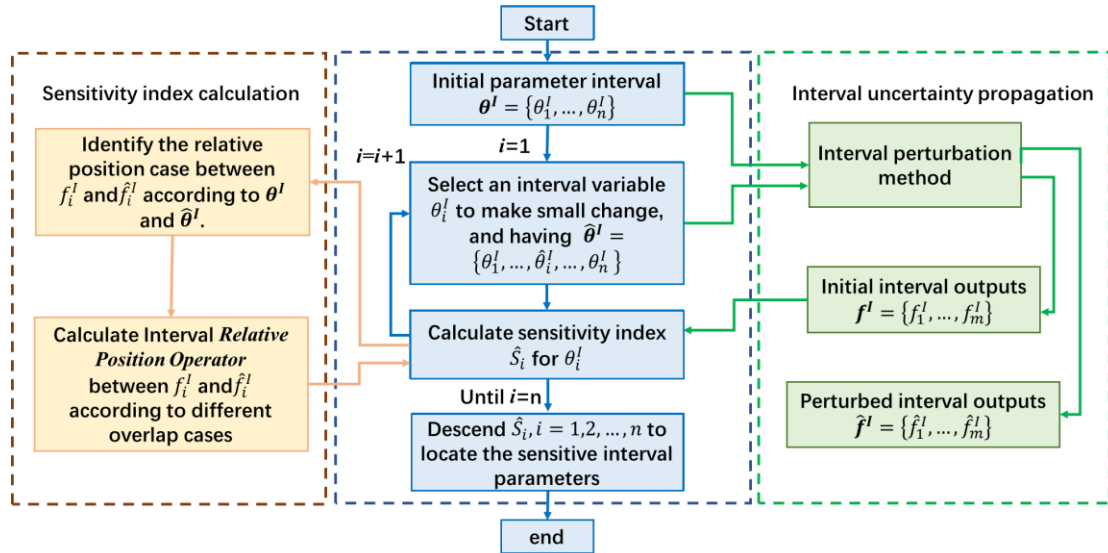 Start
Sensitivity index calculation
Identify the relative
position case between
f_i^I and f̂_i^I according to θ^I
and θ̂^I.
Calculate Interval Relative
Position Operator
between f_i^I and f̂_i^I
according to different
overlap cases
Initial parameter interval
θ^I = {θ_1^I, …, θ_n^I}
i=1
i=i+1
Select an interval variable
θ_i^I to make small change,
and having θ̂^I =
{θ_1^I, …, θ̂_i^I, …, θ_n^I}
Calculate sensitivity index
Ŝ_i for θ_i^I
Until i=n
Descend Ŝ_i, i = 1,2, …, n to
locate the sensitive interval
parameters
end
Interval uncertainty propagation
Interval perturbation
method
Initial interval outputs
f^I = {f_1^I, …, f_m^I}
Perturbed interval outputs
f̂^I = {f̂_1^I, …, f̂_m^I}